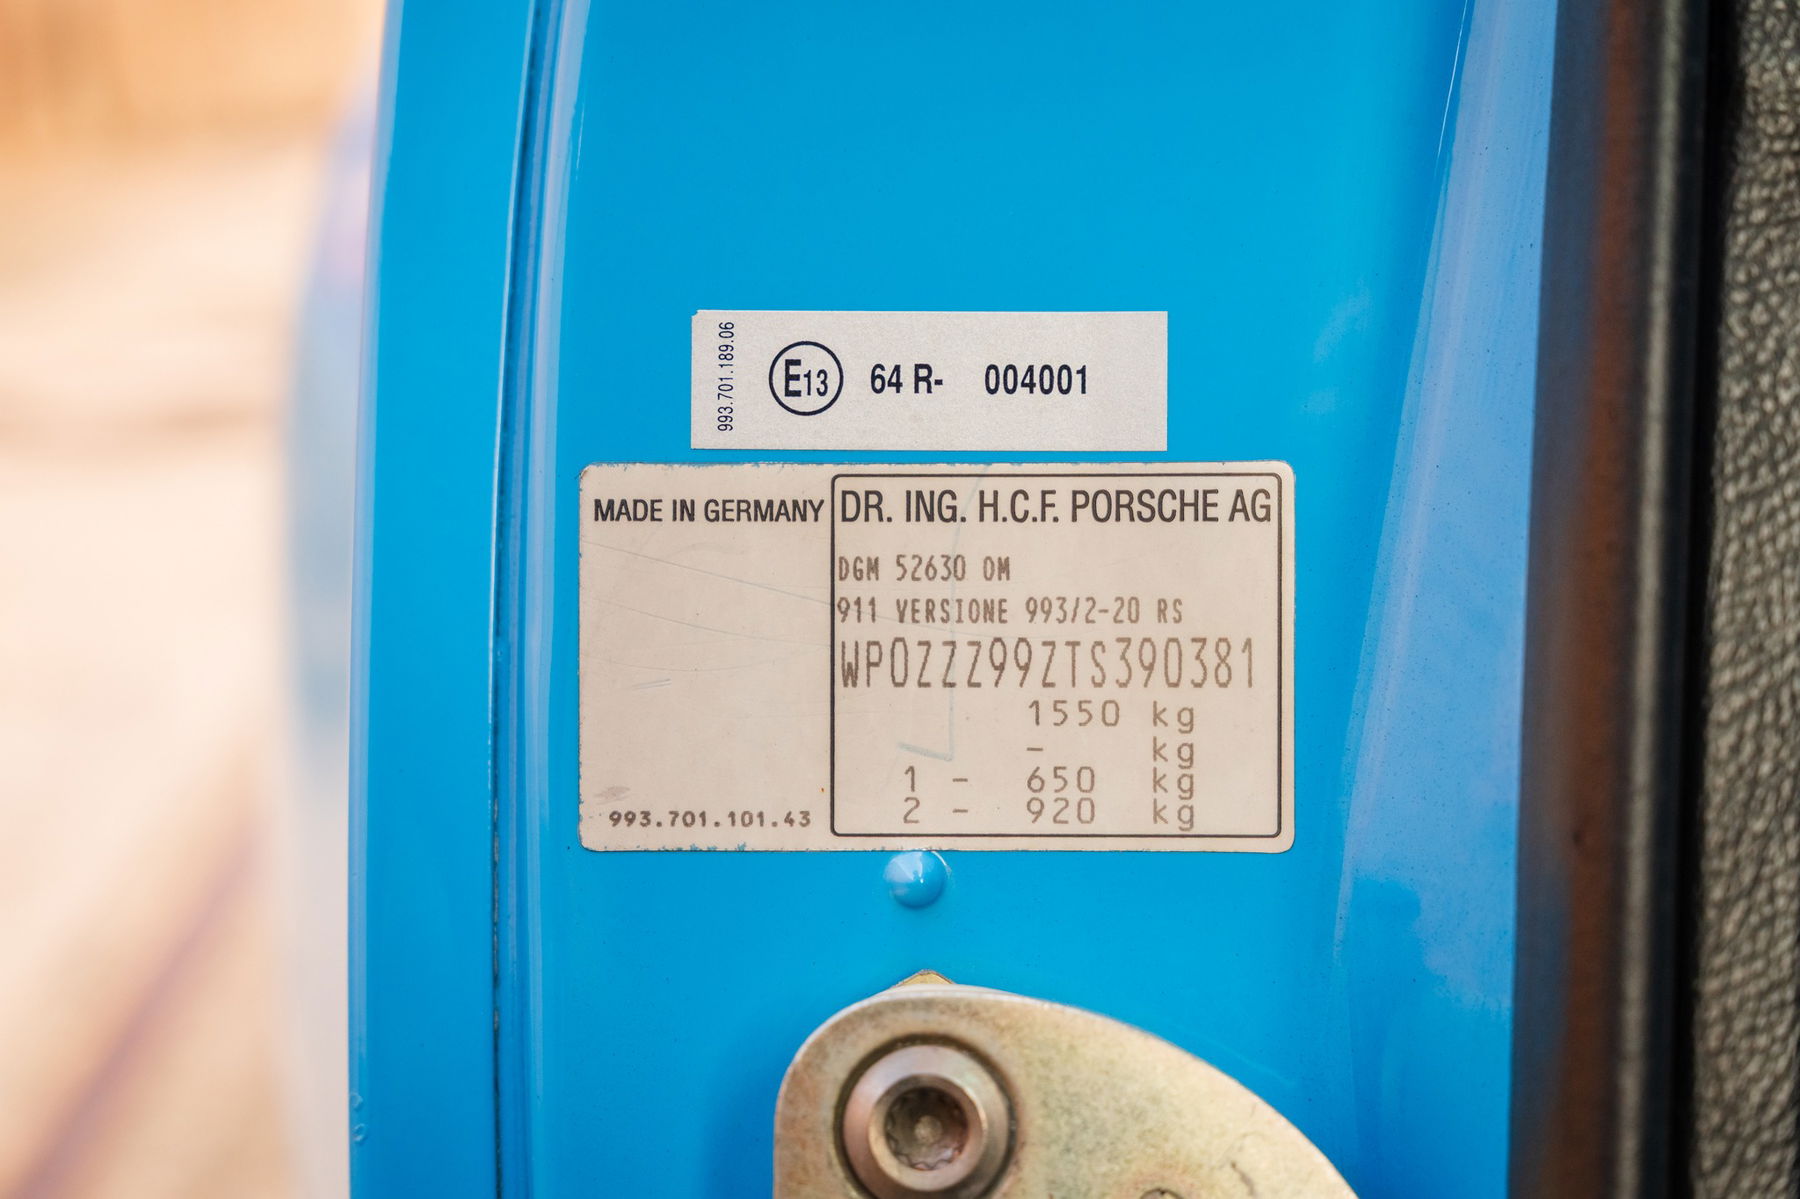 993.701.189.06
E13 64 R- 004001
MADE IN GERMANY
DR. ING. H.C.F. PORSCHE AG
DGM 52630 OM
911 VERSIONE 993/2-20 RS
WP0ZZZ99ZTS390381
1550 kg
- kg
1 - 650 kg
2 - 920 kg
993.701.101.43